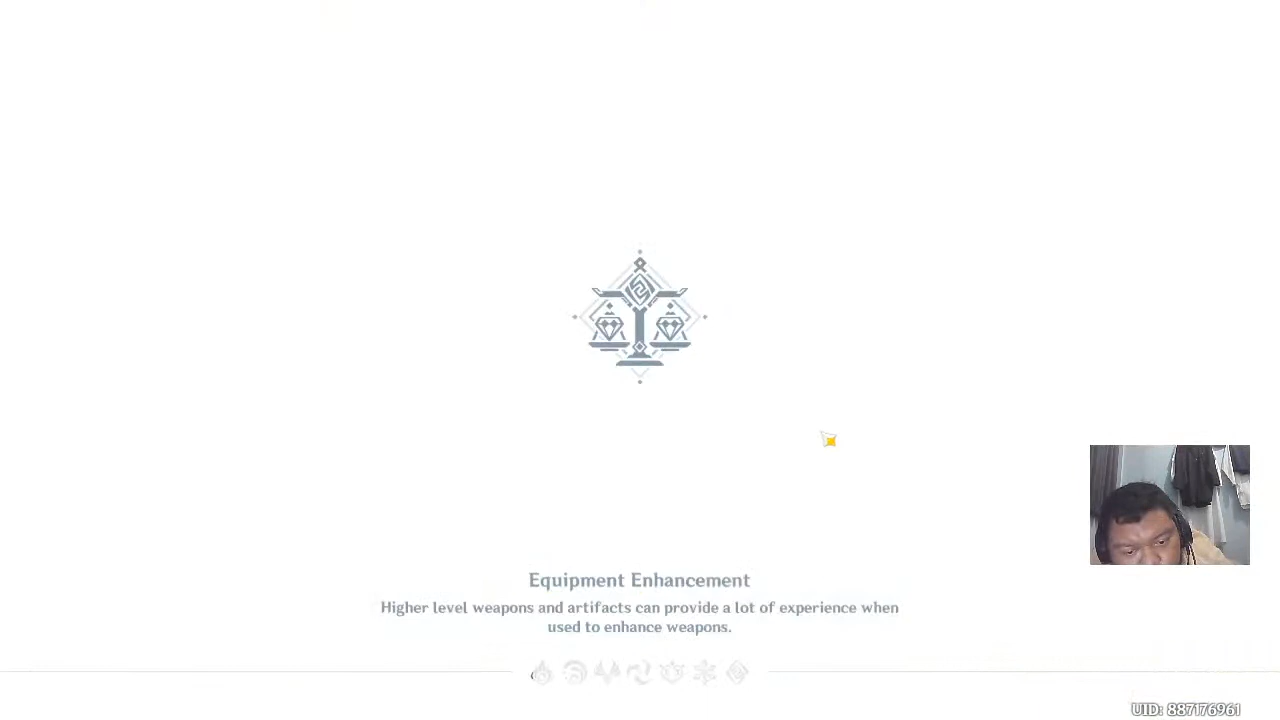 Equipment Enhancement
Higher level weapons and artifacts can provide a lot of experience when
used to enhance weapons.
UID: 887176961